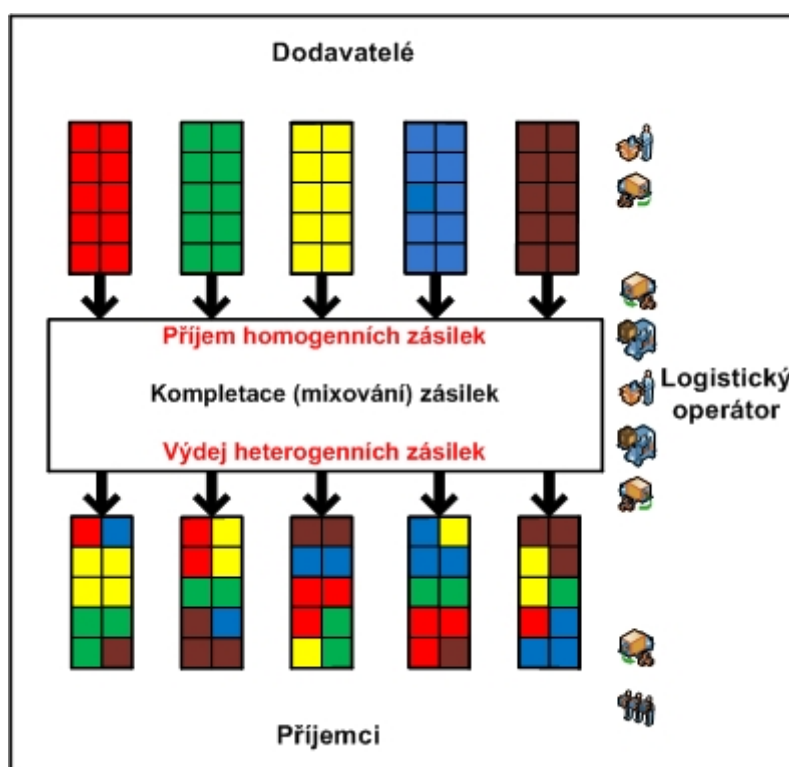 Dodavatelé
Příjem homogenních zásilek
Kompletace (mixování) zásilek
Výdej heterogenních zásilek
Logistický
operátor
Příjemci